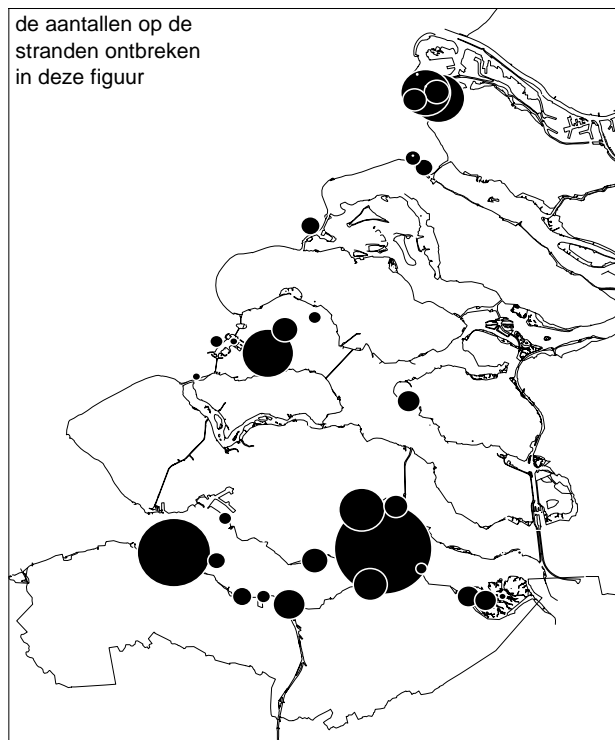 de aantallen op de
stranden ontbreken
in deze figuur